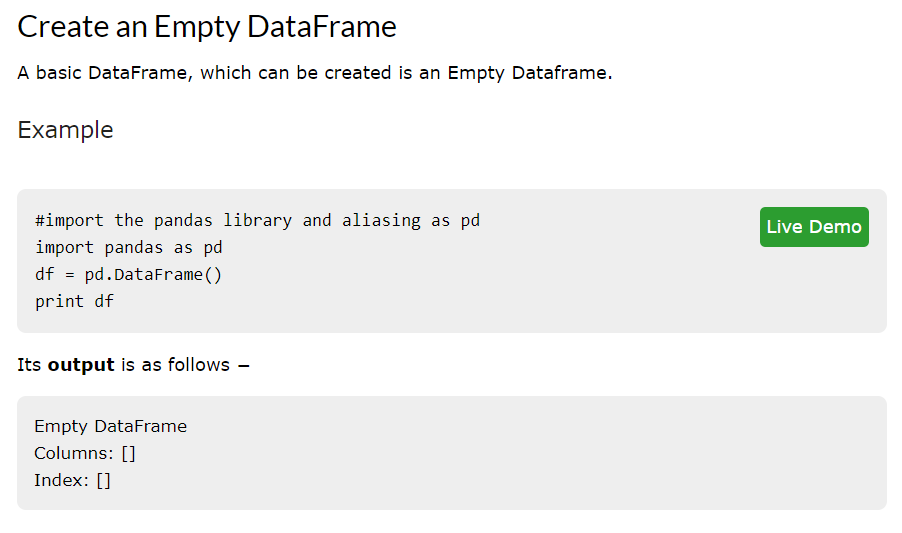 Create an Empty DataFrame
A basic DataFrame, which can be created is an Empty Dataframe.
Example
#import the pandas library and aliasing as pd
Live Demo
import pandas as pd
df = pd.DataFrame()
print df
Its output is as follows −
Empty DataFrame
Columns: []
Index: []